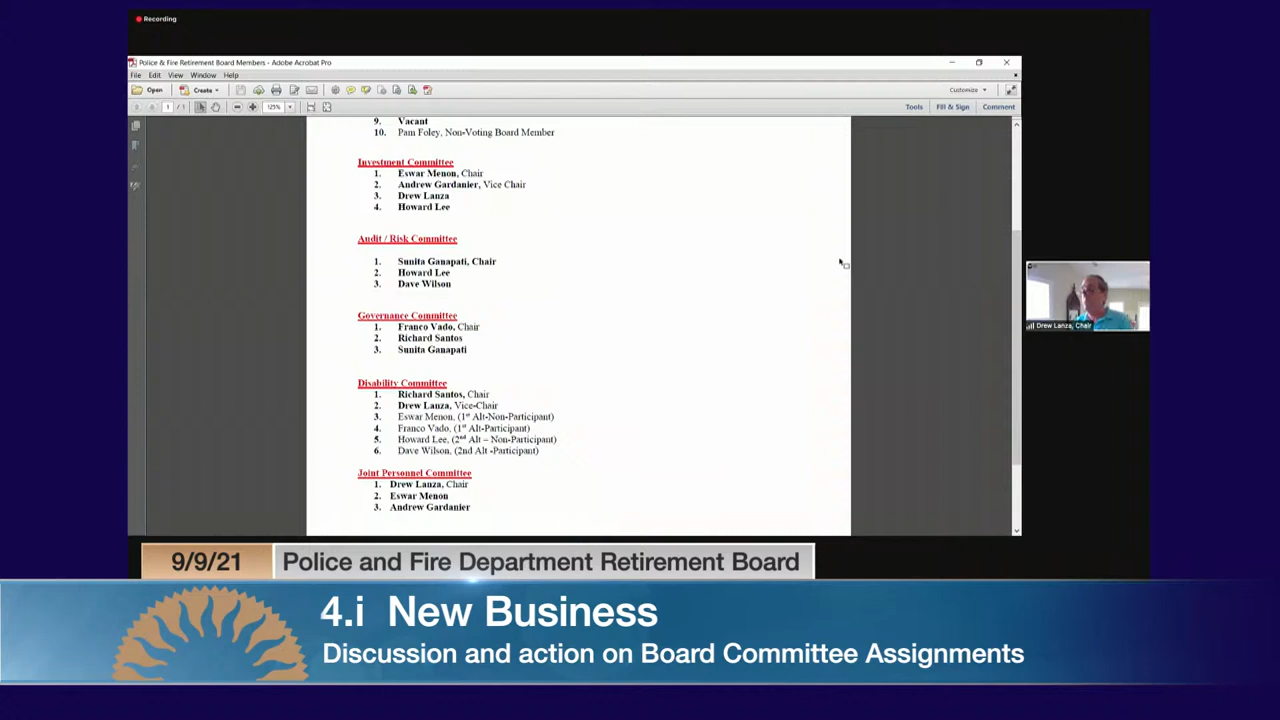 Recording
Police & Fire Retirement Board Members - Adobe Acrobat Pro
File Edit View Window Help
Open Create Customize
1 / 1 125% Tools Fill & Sign Comment
9. Vacant
10. Pam Foley, Non-Voting Board Member
Investment Committee
1. Eswar Menon, Chair
2. Andrew Gardanier, Vice Chair
3. Drew Lanza
4. Howard Lee
Audit / Risk Committee
1. Sunita Ganapati, Chair
2. Howard Lee
3. Dave Wilson
Governance Committee
1. Franco Vado, Chair
2. Richard Santos
3. Sunita Ganapati
Disability Committee
1. Richard Santos, Chair
2. Drew Lanza, Vice-Chair
3. Eswar Menon, (1st Alt-Non-Participant)
4. Franco Vado, (1st Alt-Participant)
5. Howard Lee, (2nd Alt – Non-Participant)
6. Dave Wilson, (2nd Alt -Participant)
Joint Personnel Committee
1. Drew Lanza, Chair
2. Eswar Menon
3. Andrew Gardanier
Drew Lanza, Chair
9/9/21 Police and Fire Department Retirement Board
4.i New Business
Discussion and action on Board Committee Assignments